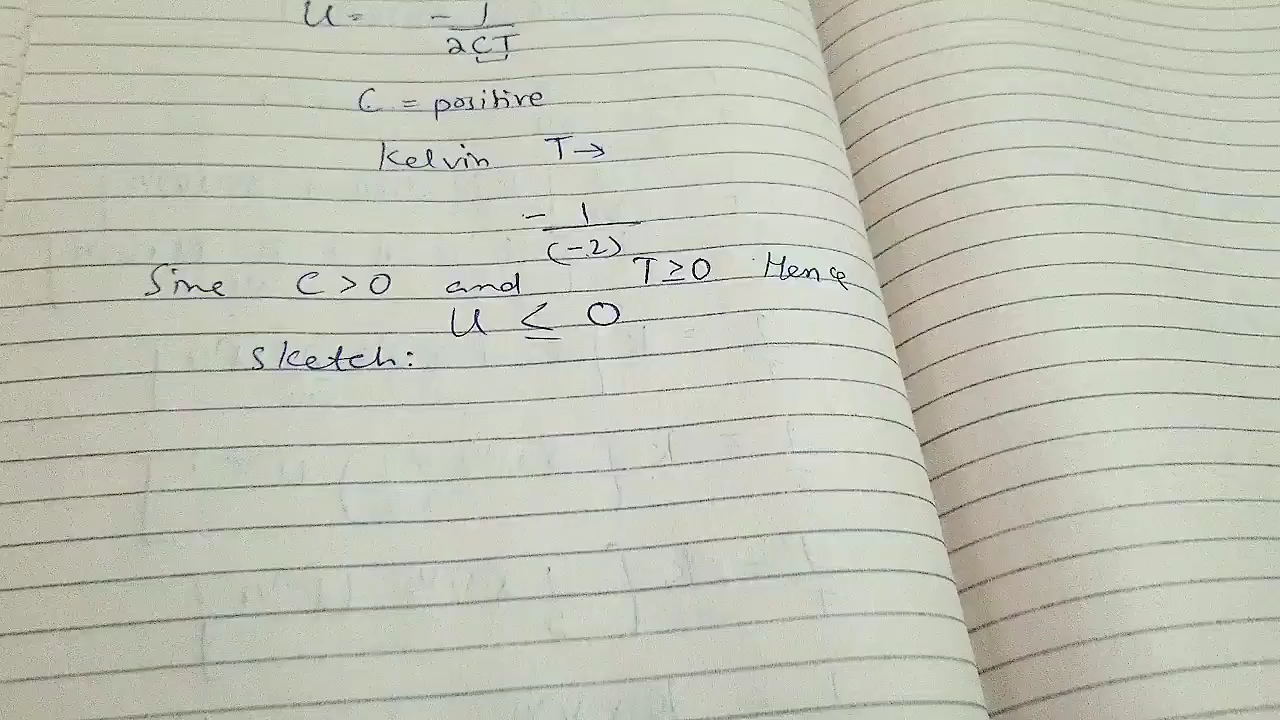 U = - 1
2CT
C = positive
Kelvin T →
- 1
(-2)
Sine C > 0 and T ≥ 0 Hence
U ≤ 0
Sketch: